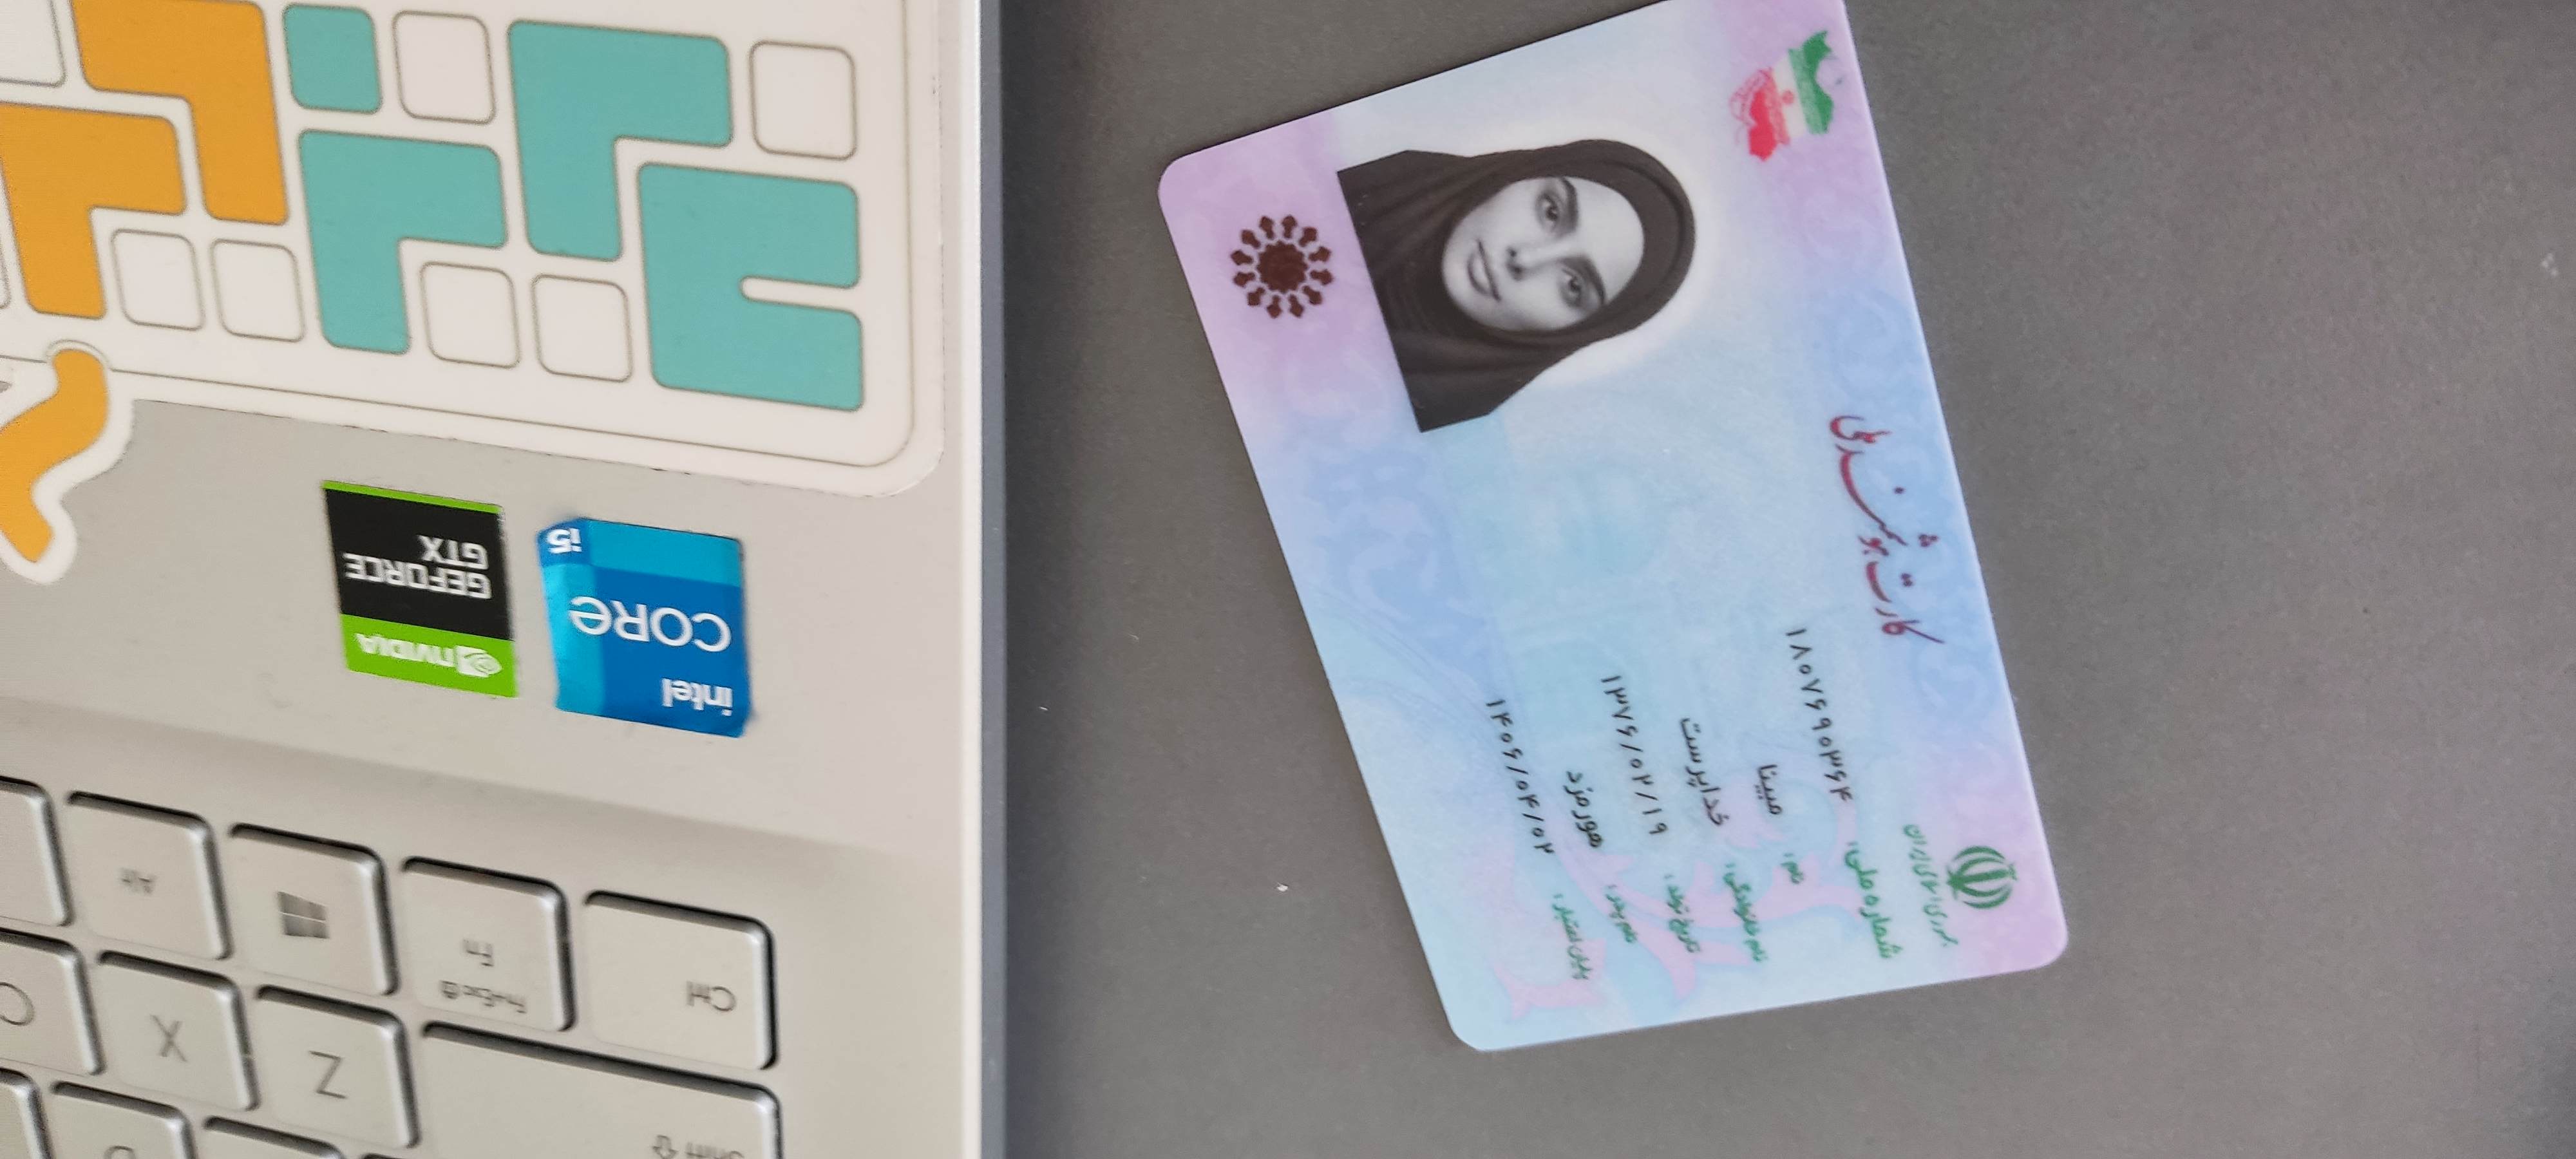 جمهوری اسلامی ایران
کارت هوشمند ملی
شماره ملی:
۱۸۰۷۶۹۰۳۶۴
نام:
مبینا
نام خانوادگی:
خداپرست
تاریخ تولد:
۱۳۷۶/۰۲/۱۹
نام پدر:
هورمزد
پایان اعتبار:
۱۴۰۶/۰۴/۰۲
Shift
Z
X
C
D
Ctrl
Fn+Esc
Fn
Alt
intel
CORe
i5
NVIDIA
GEFORCE
GTX